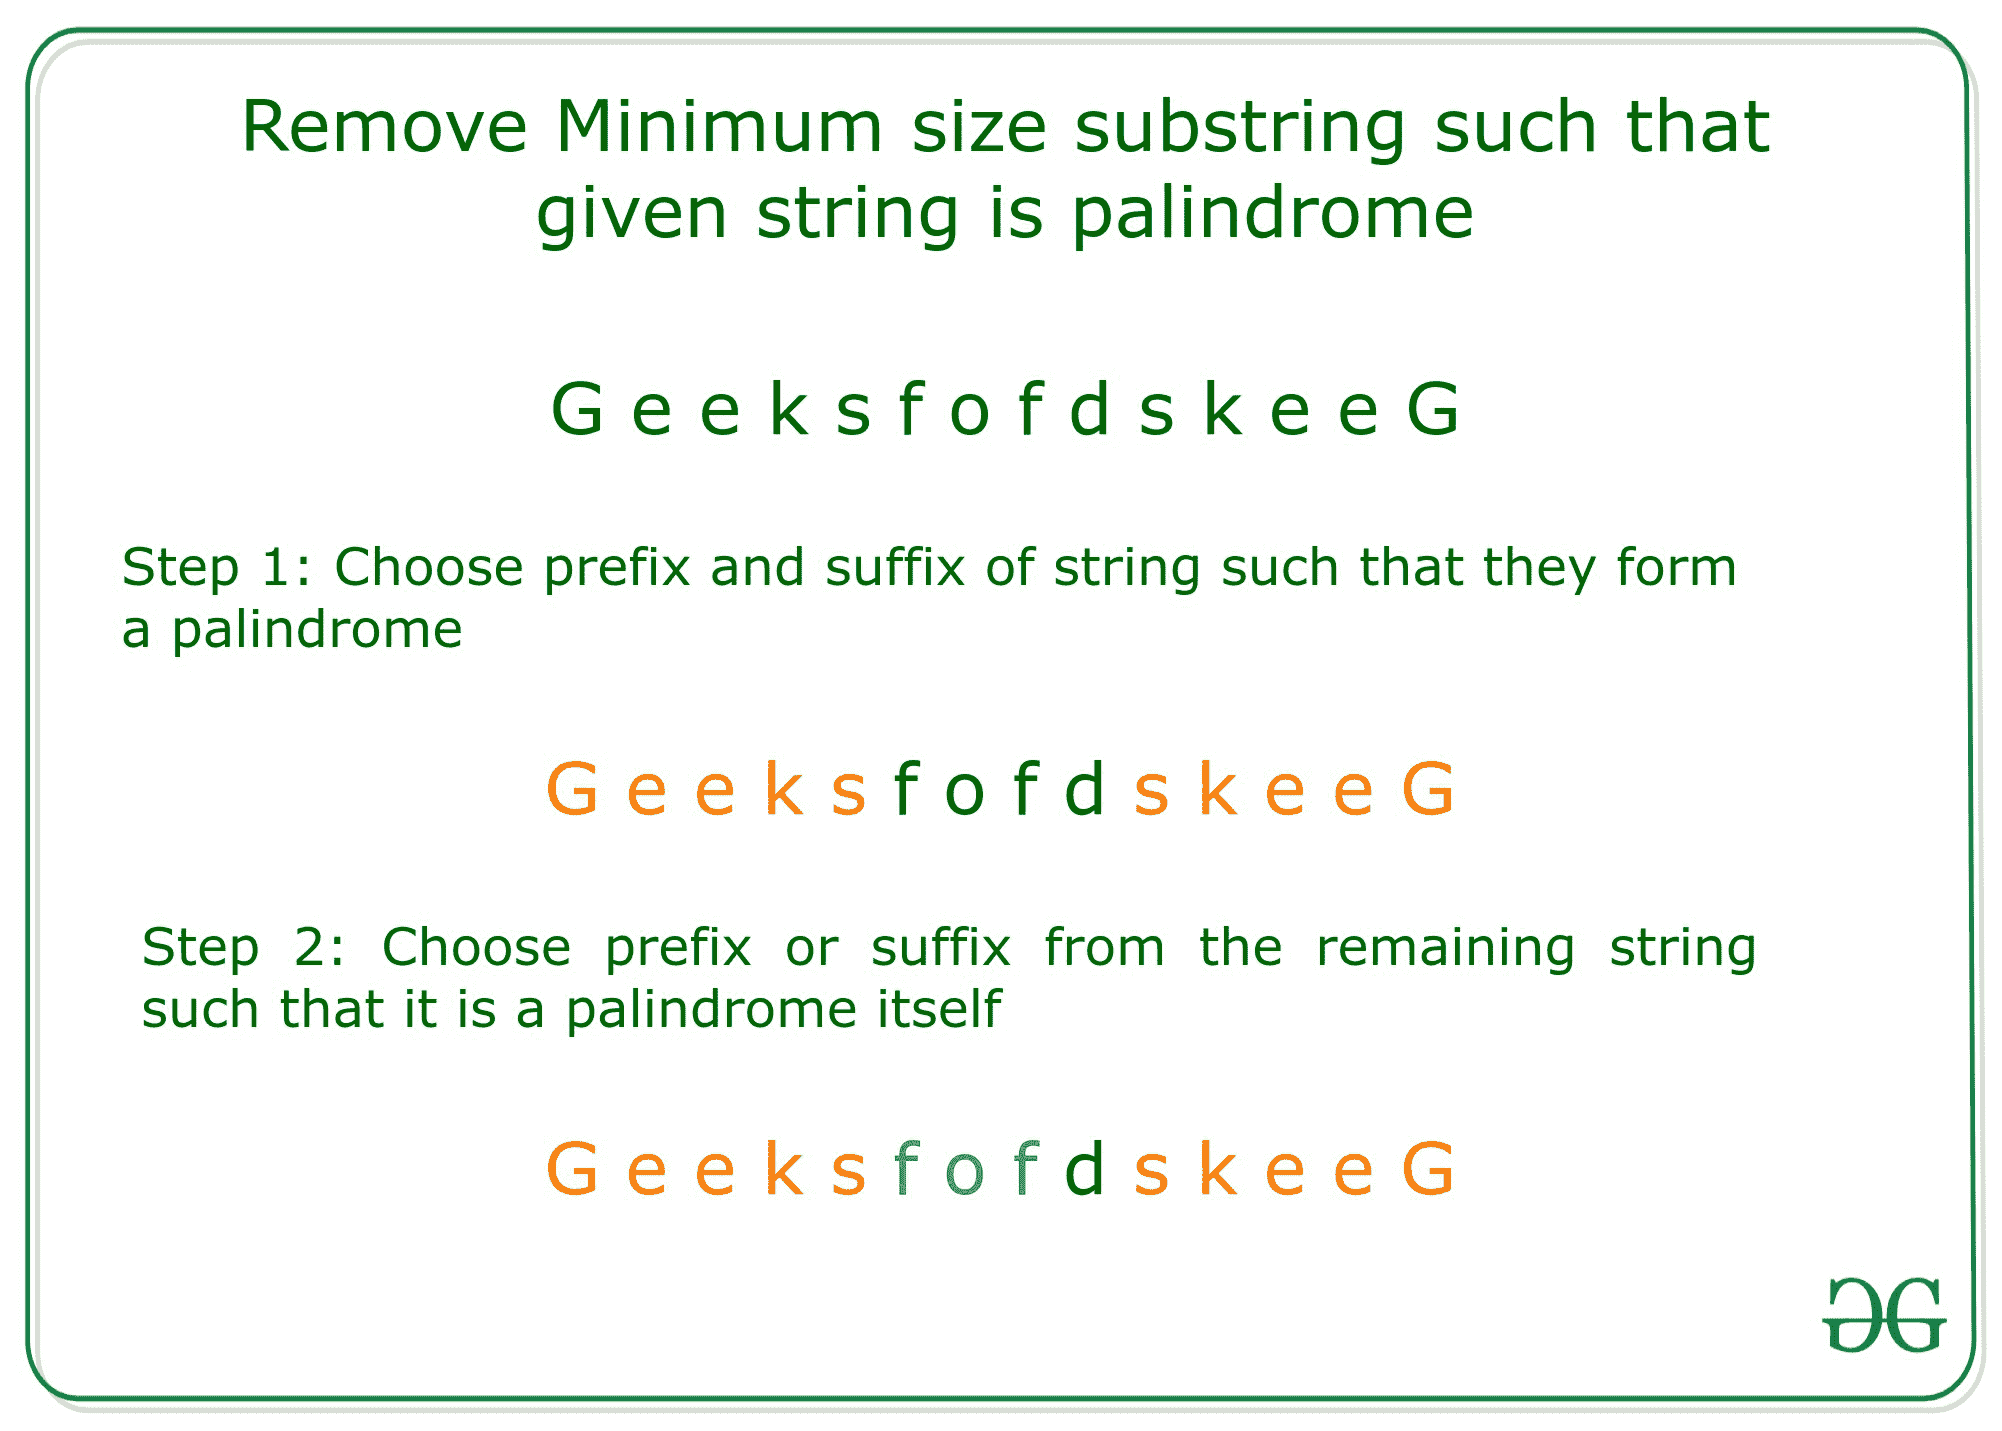 Remove Minimum size substring such that
given string is palindrome
G e e k s f o f d s k e e G
Step 1: Choose prefix and suffix of string such that they form
a palindrome
G e e k s f o f d s k e e G
Step 2: Choose prefix or suffix from the remaining string
such that it is a palindrome itself
G e e k s f o f d s k e e G